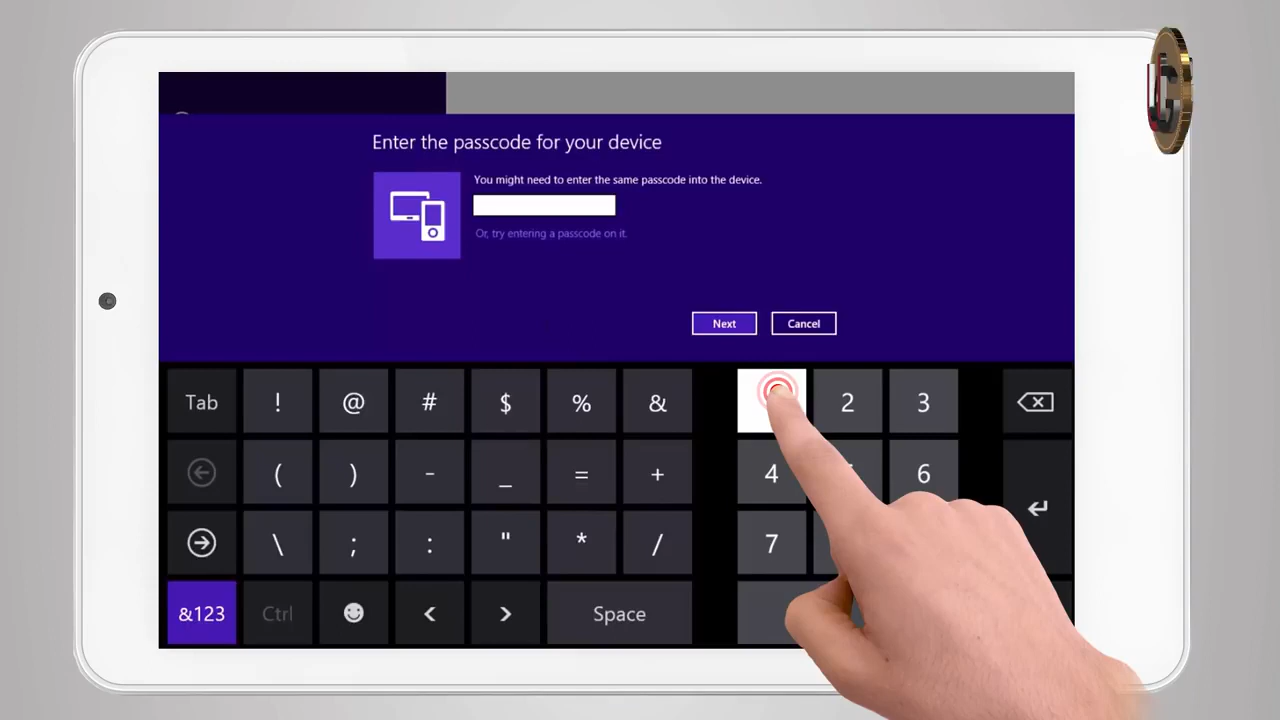 Enter the passcode for your device
You might need to enter the same passcode into the device.
Or, try entering a passcode on it.
Next Cancel
Tab ! @ # $ % & 2 3
( ) - _ = + 4 6
\ ; : " * / 7
&123 Ctrl < > Space